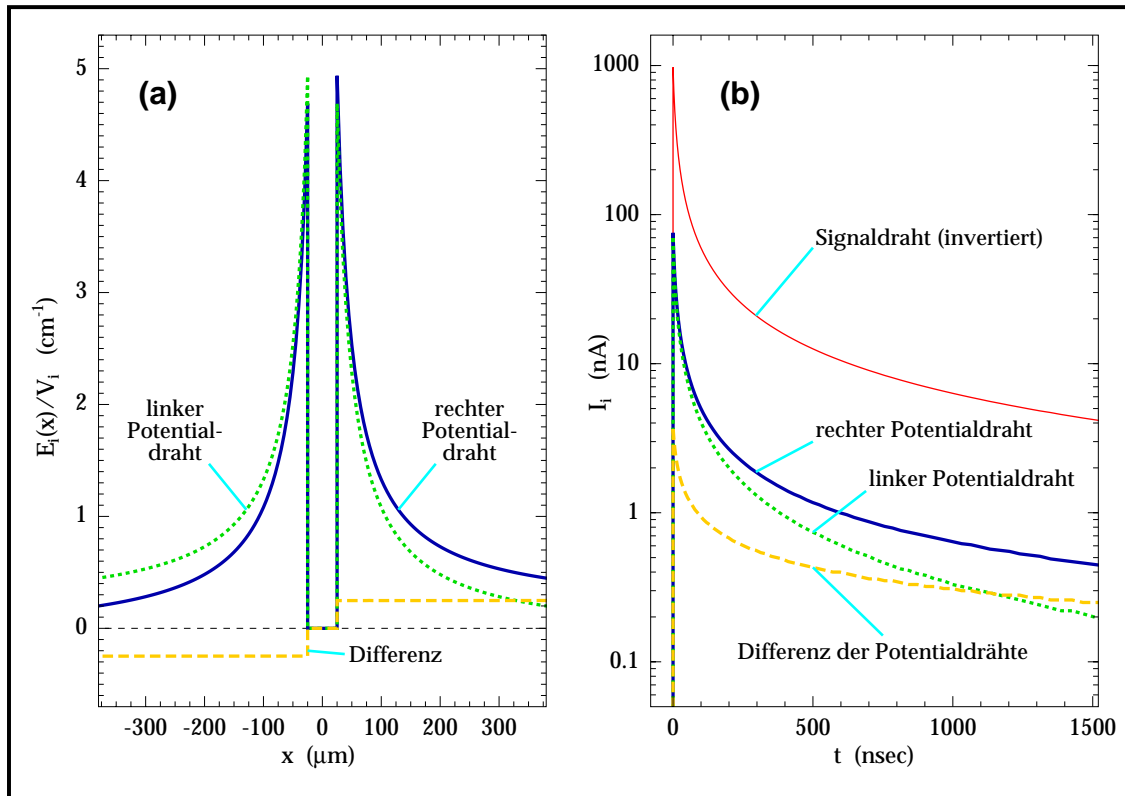 (a)
5
4
3
2
1
0
E_i(x)/V_i (cm⁻¹)
linker
Potential-
draht
rechter
Potential-
draht
Differenz
-300 -200 -100 0 100 200 300
x (µm)
(b)
1000
100
10
1
0.1
I_i (nA)
Signaldraht (invertiert)
rechter Potentialdraht
linker Potentialdraht
Differenz der Potentialdrähte
0 500 1000 1500
t (nsec)